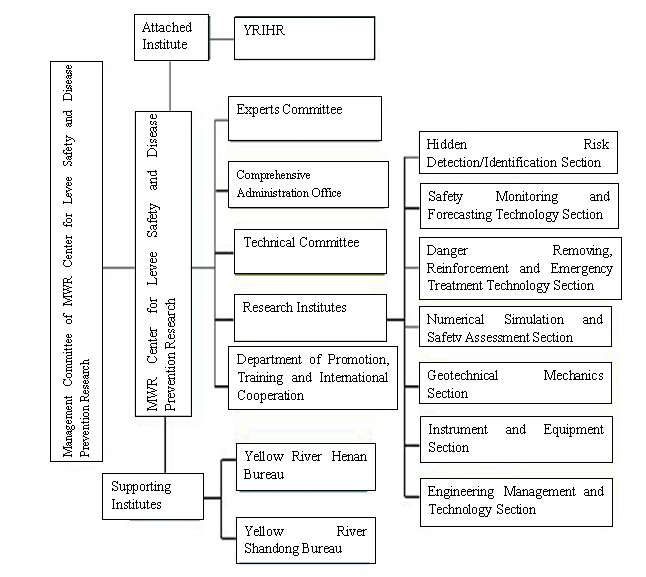 Attached
Institute
YRIHR
Management Committee of MWR Center for Levee Safety and Disease
Prevention Research
MWR Center for Levee Safety and Disease
Prevention Research
Experts Committee
Comprehensive
Administration Office
Technical Committee
Research Institutes
Department of Promotion,
Training and International
Cooperation
Hidden Risk
Detection/Identification Section
Safety Monitoring and
Forecasting Technology Section
Danger Removing,
Reinforcement and Emergency
Treatment Technology Section
Numerical Simulation and
Safety Assessment Section
Geotechnical Mechanics
Section
Instrument and Equipment
Section
Engineering Management and
Technology Section
Supporting
Institutes
Yellow River Henan
Bureau
Yellow River
Shandong Bureau